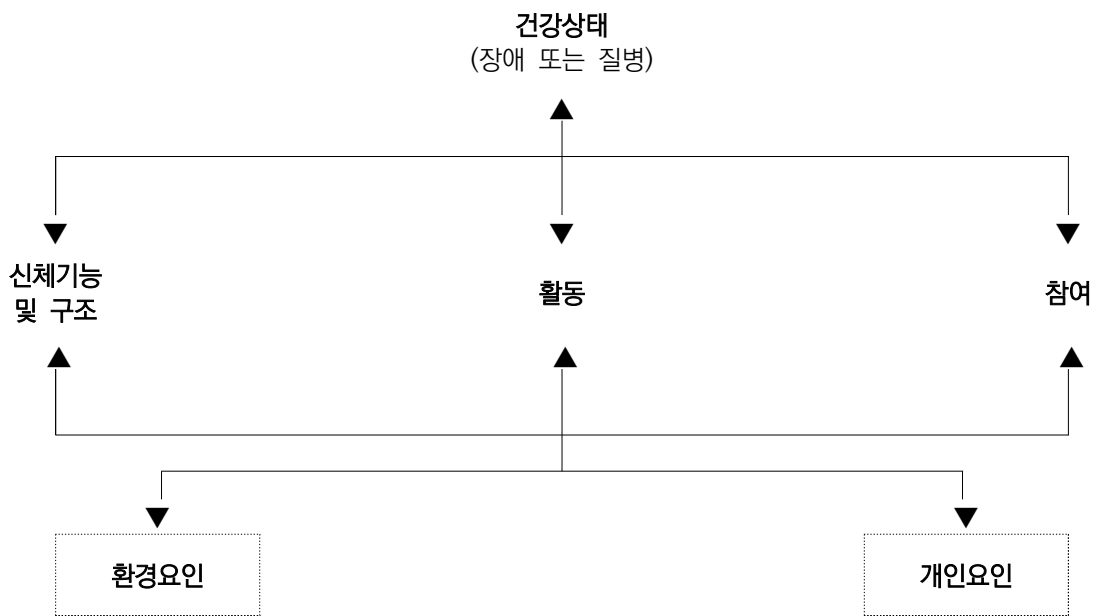 건강상태
(장애 또는 질병)
신체기능
및 구조
활동
참여
환경요인
개인요인